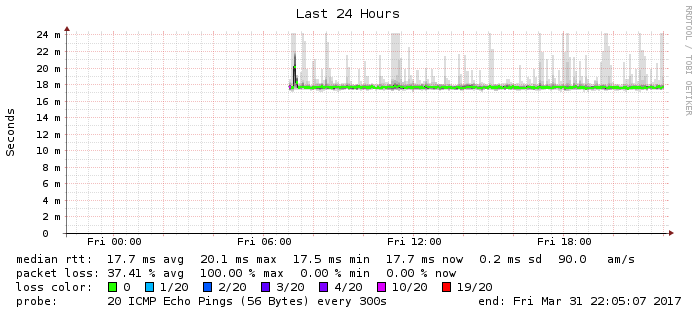 Last 24 Hours
RRDTOOL / TOBI OETIKER
Seconds
24 m
22 m
20 m
18 m
16 m
14 m
12 m
10 m
8 m
6 m
4 m
2 m
0
Fri 00:00 Fri 06:00 Fri 12:00 Fri 18:00
median rtt: 17.7 ms avg 20.1 ms max 17.5 ms min 17.7 ms now 0.2 ms sd 90.0 am/s
packet loss: 37.41 % avg 100.00 % max 0.00 % min 0.00 % now
loss color: 0 1/20 2/20 3/20 4/20 10/20 19/20
probe: 20 ICMP Echo Pings (56 Bytes) every 300s end: Fri Mar 31 22:05:07 2017